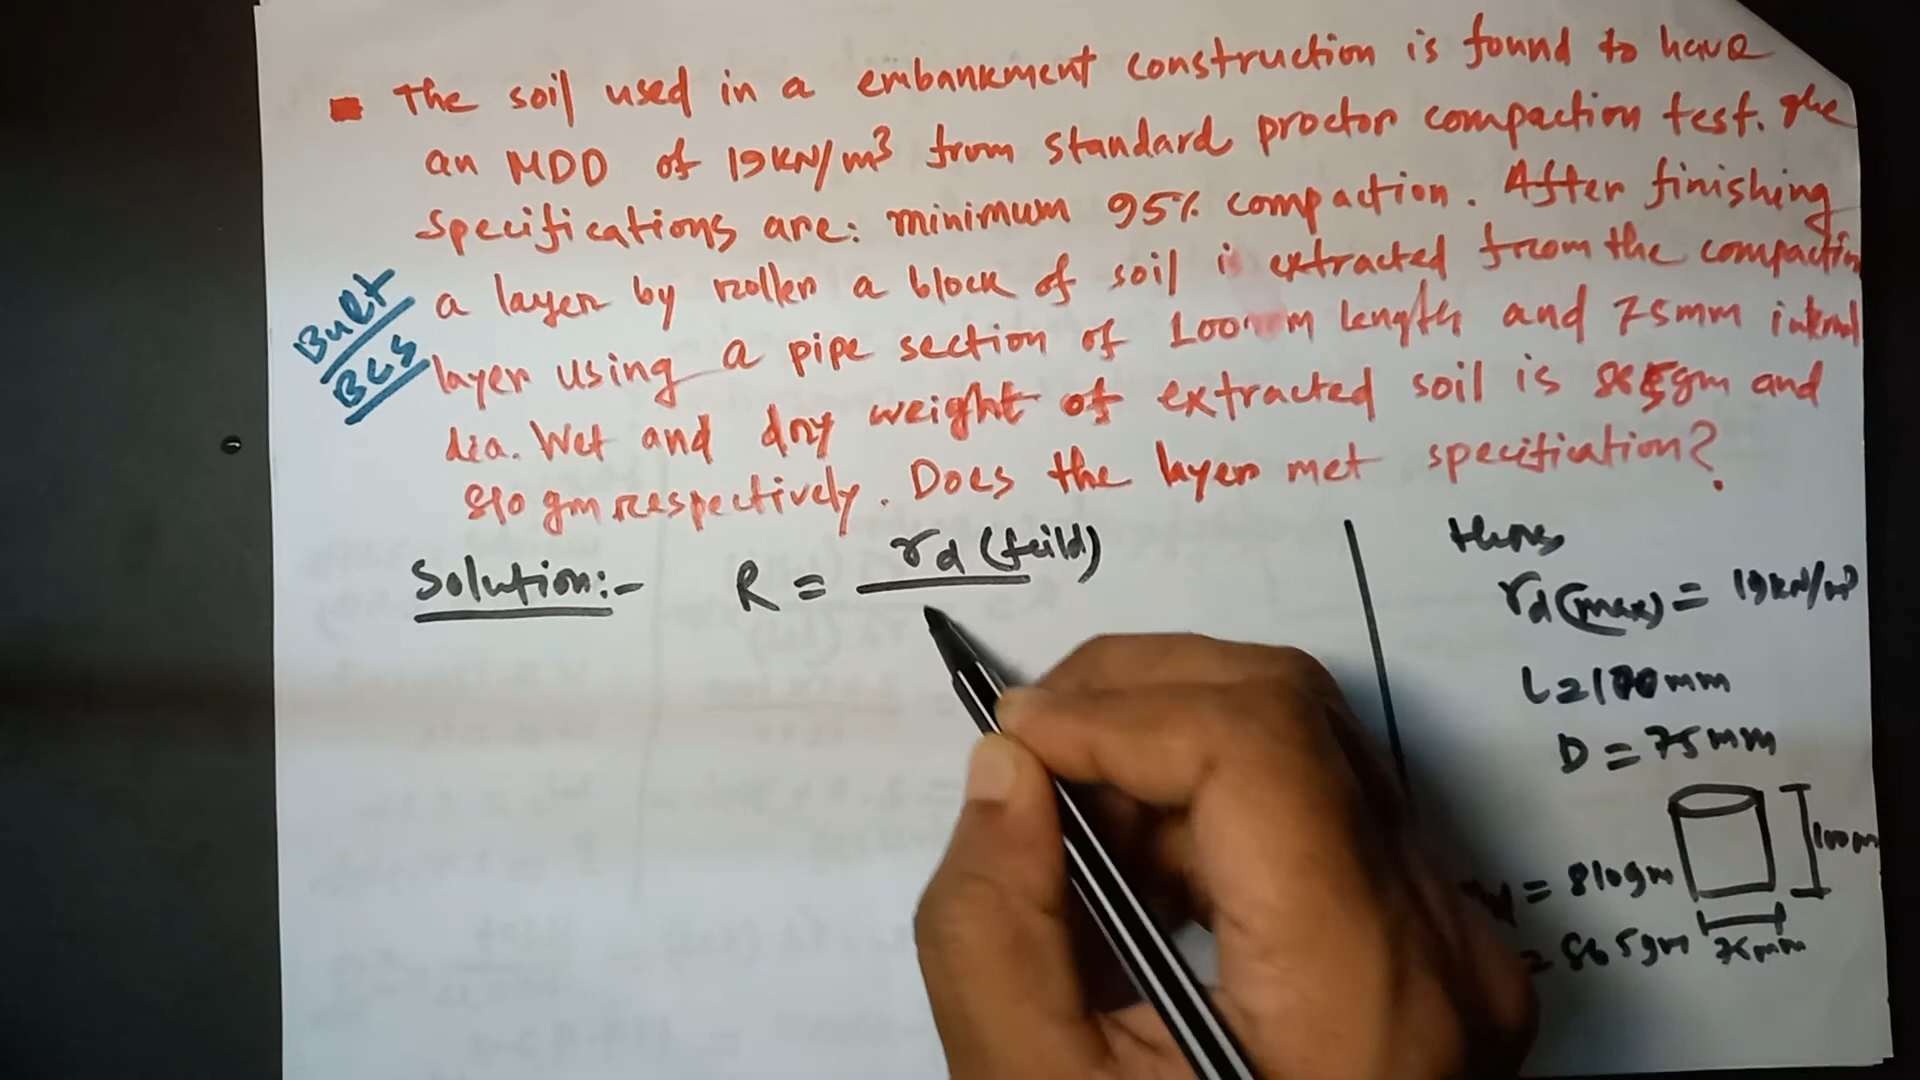 The soil used in a embankment construction is found to have
an MDD of 19KN/m³ from standard proctor compaction test. The
specifications are: minimum 95% compaction. After finishing
a layer by roller a block of soil is extracted from the compaction
layer using a pipe section of 100mm length and 75mm internal
dia. Wet and dry weight of extracted soil is 865gm and
810 gm respectively. Does the layer met specification?
Buet
BCS
Solution:- R = γd (feild)
γd(max) = 19kN/m³
L=100mm
D = 75mm
100m
= 810gm
= 865gm 75mm